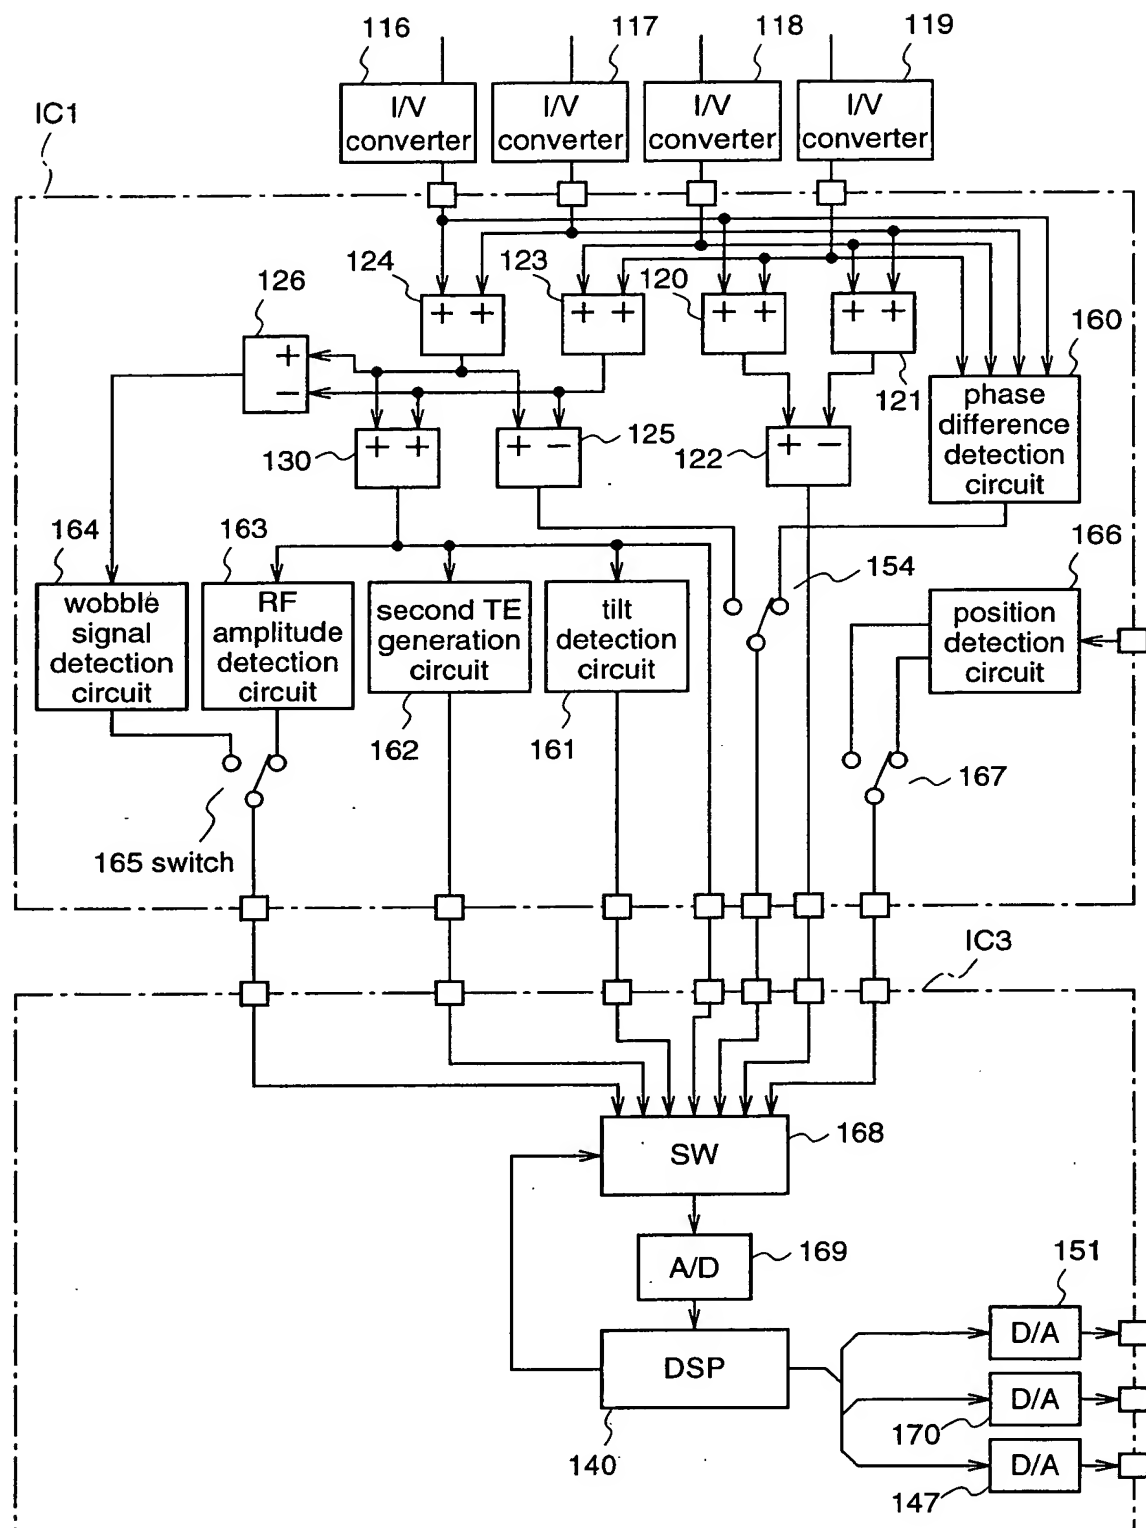 116
117
118
119
I/V
converter
I/V
converter
I/V
converter
I/V
converter
IC1
124
123
120
126
+ +
+ +
+ +
+ +
160
+
−
121
phase
difference
detection
circuit
130
+ +
+ −
125
122
+ −
164
163
154
166
wobble
signal
detection
circuit
RF
amplitude
detection
circuit
second TE
generation
circuit
tilt
detection
circuit
position
detection
circuit
162
161
167
165 switch
IC3
SW
168
A/D
169
151
D/A
DSP
D/A
170
140
D/A
147